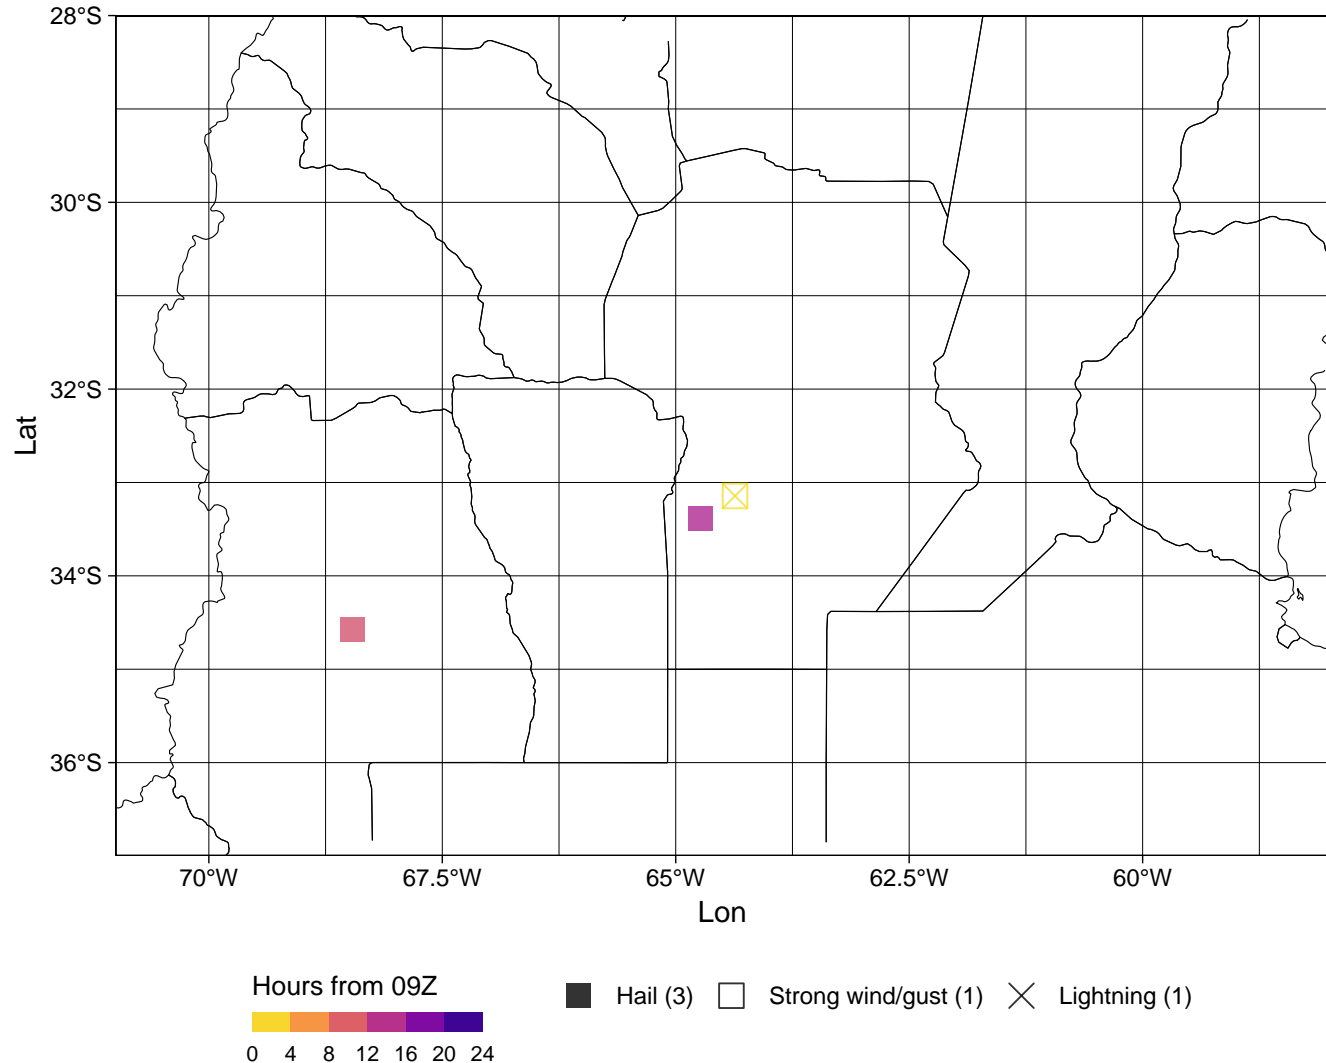 28°S
30°S
32°S
34°S
36°S
Lat
70°W 67.5°W 65°W 62.5°W 60°W
Lon
Hours from 09Z
0 4 8 12 16 20 24
Hail (3) Strong wind/gust (1) Lightning (1)